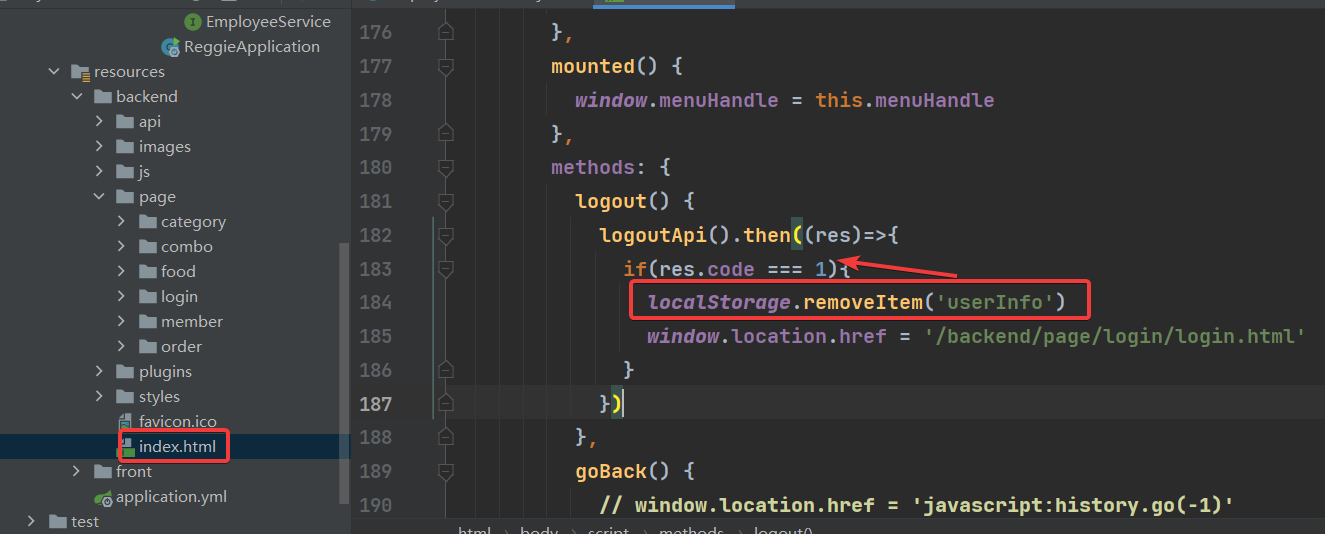 EmployeeService
ReggieApplication
resources
backend
api
images
js
page
category
combo
food
login
member
order
plugins
styles
favicon.ico
index.html
front
application.yml
test
176 },
177 mounted() {
178 window.menuHandle = this.menuHandle
179 },
180 methods: {
181 logout() {
182 logoutApi().then((res)=>{
183 if(res.code === 1){
184 localStorage.removeItem('userInfo')
185 window.location.href = '/backend/page/login/login.html'
186 }
187 })
188 },
189 goBack() {
190 // window.location.href = 'javascript:history.go(-1)'
html › body › script › methods › logout()